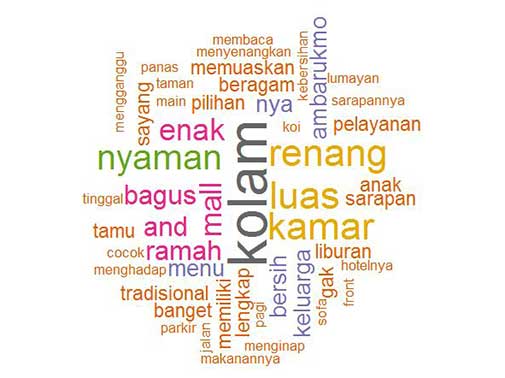 membaca
menyenangkan
kebersihan
ambarukmo
mengganggu
panas
memuaskan
lumayan
taman
beragam
sayang
main
pilihan
nya
sarapannya
enak
koi
pelayanan
nyaman
kolam
renang
tinggal
bagus
mall
luas
anak
sarapan
tamu
and
kamar
cocok
ramah
liburan
menghadap
menu
bersih
keluarga
gak
hotelnya
tradisional
memiliki
lengkap
pagi
sofa
front
banget
parkir
jalan
menginap
makanannya